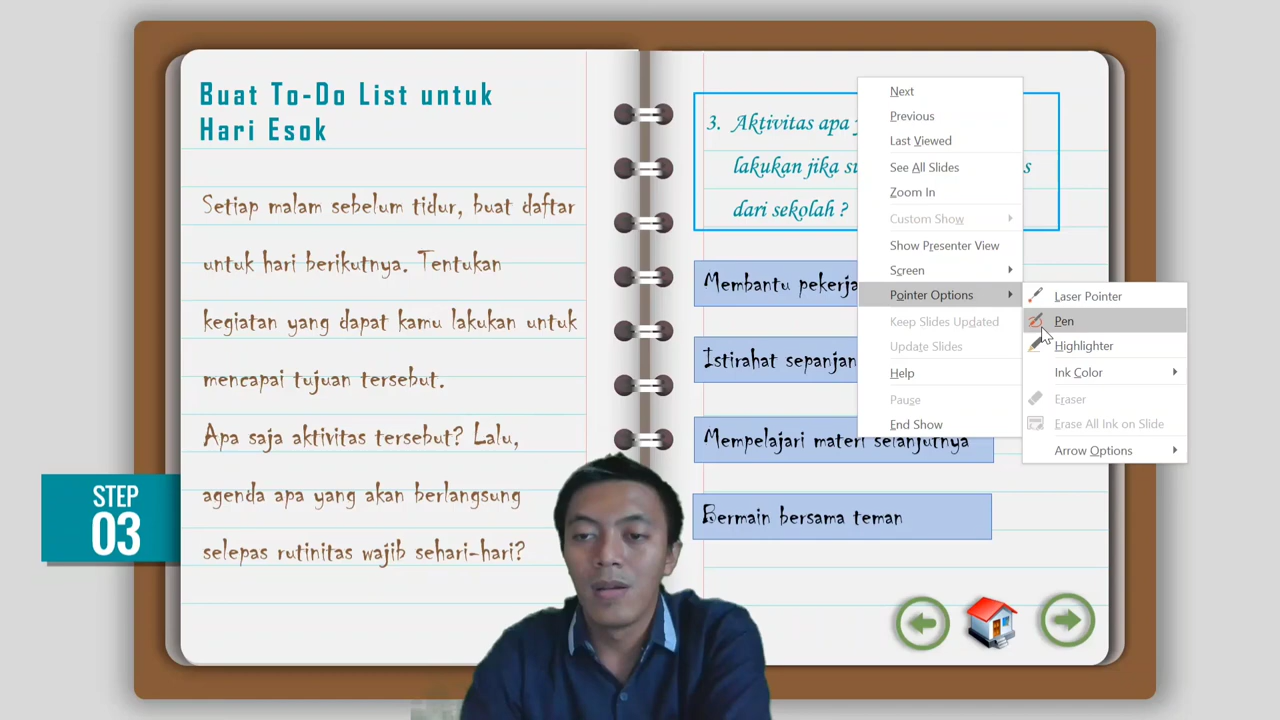 Buat To-Do List untuk
Hari Esok
Setiap malam sebelum tidur, buat daftar
untuk hari berikutnya. Tentukan
kegiatan yang dapat kamu lakukan untuk
mencapai tujuan tersebut.
Apa saja aktivitas tersebut? Lalu,
agenda apa yang akan berlangsung
selepas rutinitas wajib sehari-hari?
STEP
03
3. Aktivitas apa
lakukan jika
dari sekolah ?
Membantu
Istirahat
Mempelajari materi selanjutnya
Bermain bersama teman
Next
Previous
Last Viewed
See All Slides
Zoom In
Custom Show
Show Presenter View
Screen
Pointer Options
Keep Slides Updated
Update Slides
Help
Pause
End Show
Laser Pointer
Pen
Highlighter
Ink Color
Eraser
Erase All Ink on Slide
Arrow Options